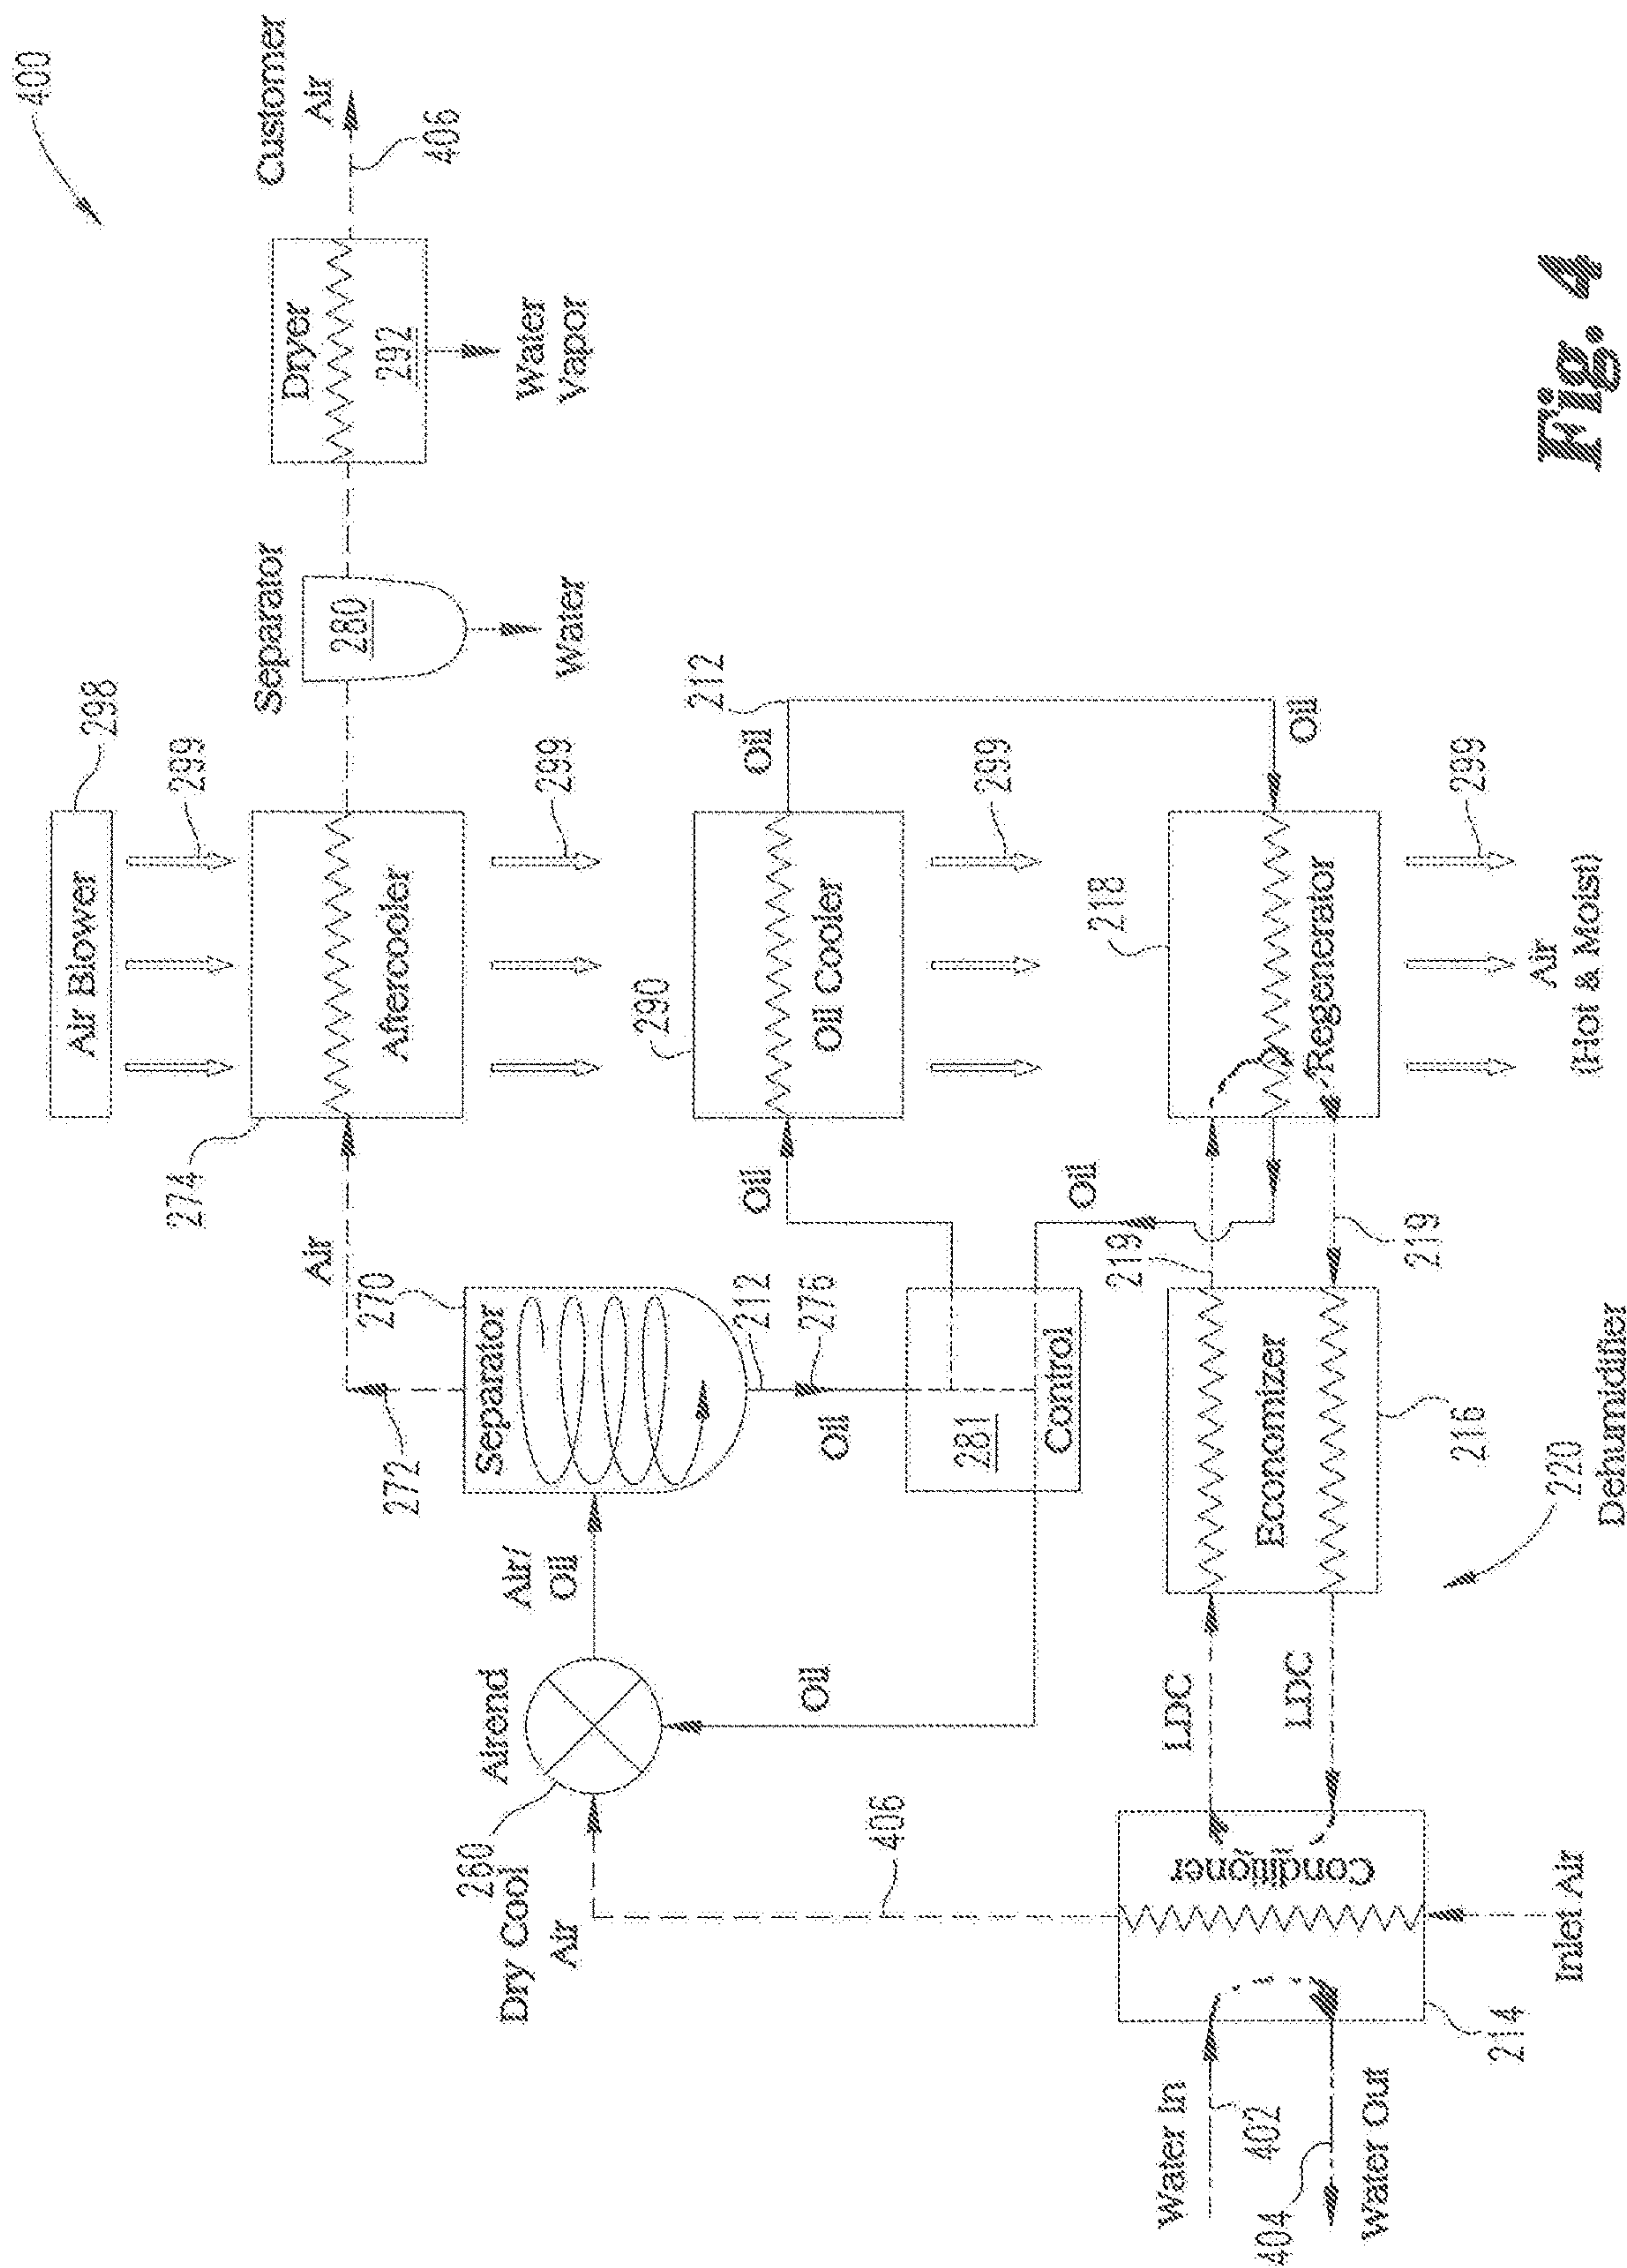 400
Customer
Air
406
Dryer
292
Water
Vapor
Separator
280
Water
Air Blower
298
299
Aftercooler
274
299
212
Oil
Oil Cooler
290
Oil
299
Oil
218
Regenerator
Oil
299
Air
(Hot & Moist)
Air
270
272
Separator
212
276
Oil
281
Control
219
219
Economizer
216
220
Dehumidifier
Air/
Oil
Airend
260
Oil
LDC
LDC
Dry Cool
Air
406
Conditioner
Inlet Air
214
Water In
402
404
Water Out
Fig. 4